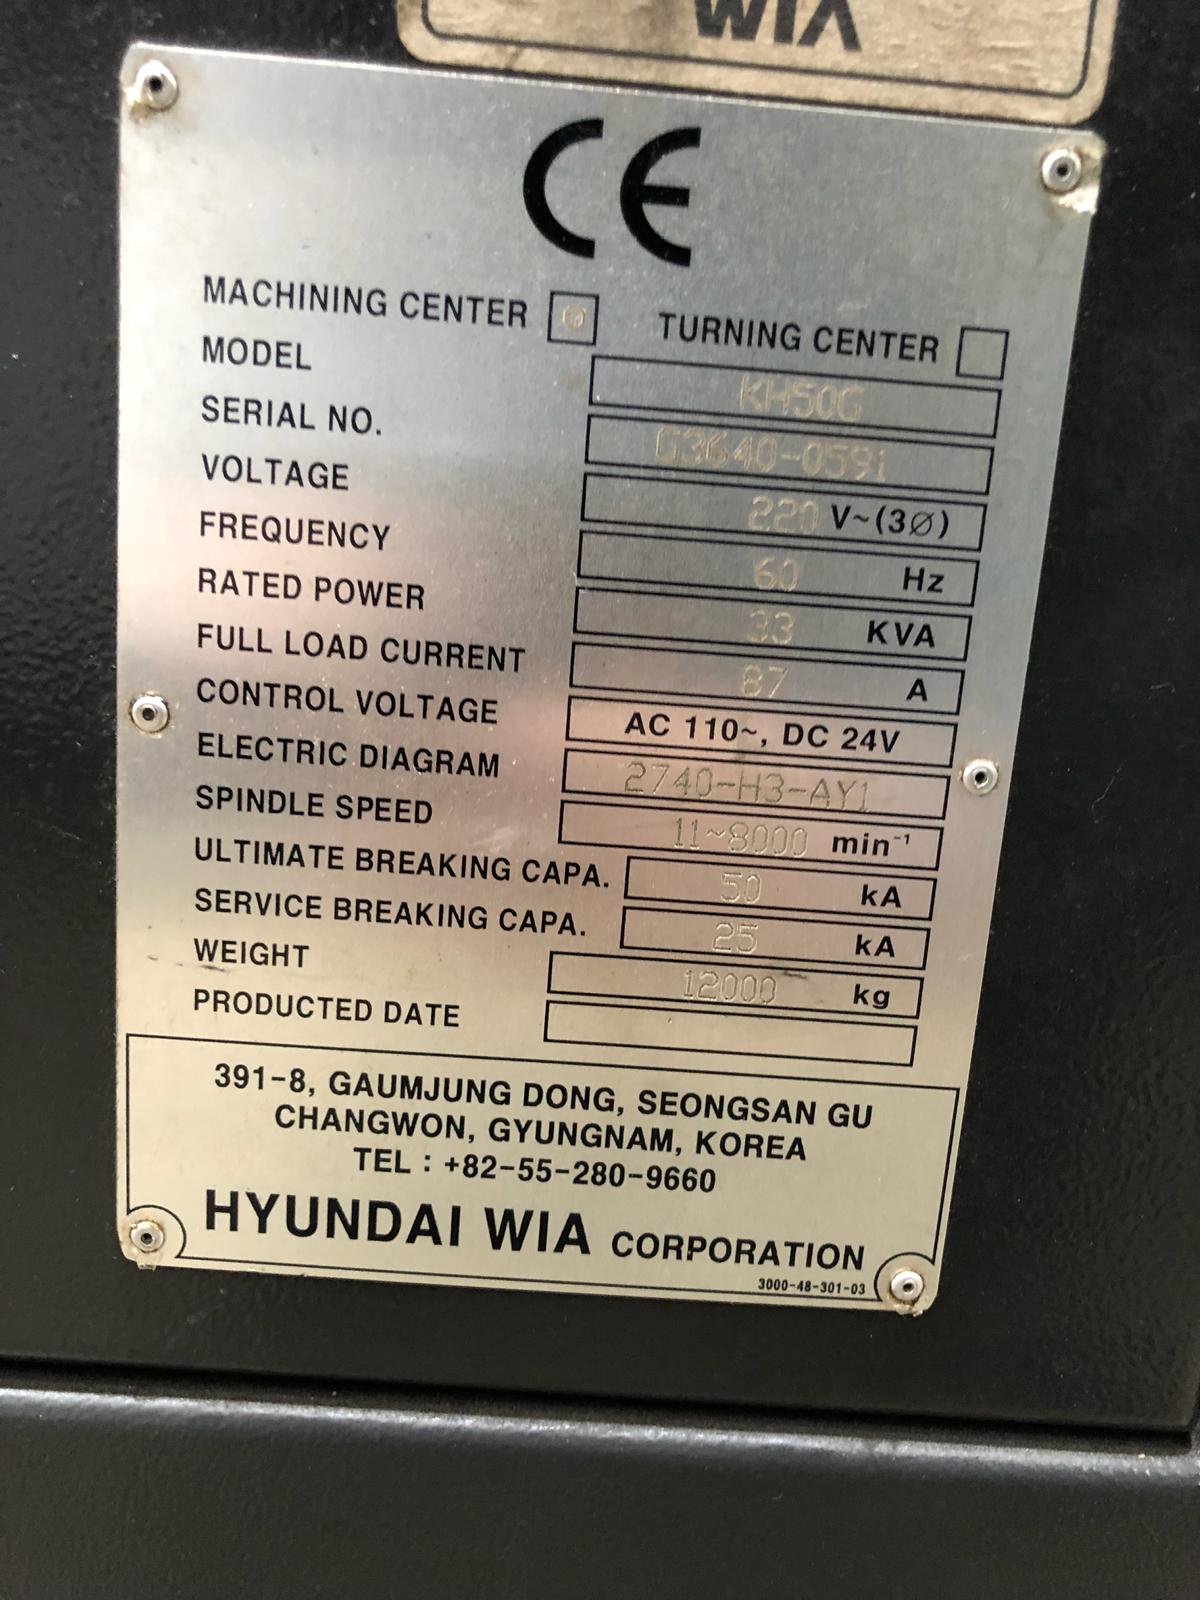 WIA
CE
MACHINING CENTER TURNING CENTER
MODEL KH50G
SERIAL NO. G3640-0591
VOLTAGE 220 V~(3Ø)
FREQUENCY 60 Hz
RATED POWER 33 KVA
FULL LOAD CURRENT 87 A
CONTROL VOLTAGE AC 110~, DC 24V
ELECTRIC DIAGRAM 2740-H3-AY1
SPINDLE SPEED 11~8000 min⁻¹
ULTIMATE BREAKING CAPA. 50 kA
SERVICE BREAKING CAPA. 25 kA
WEIGHT 12000 kg
PRODUCTED DATE
391-8, GAUMJUNG DONG, SEONGSAN GU
CHANGWON, GYUNGNAM, KOREA
TEL : +82-55-280-9660
HYUNDAI WIA CORPORATION
3000-48-301-03